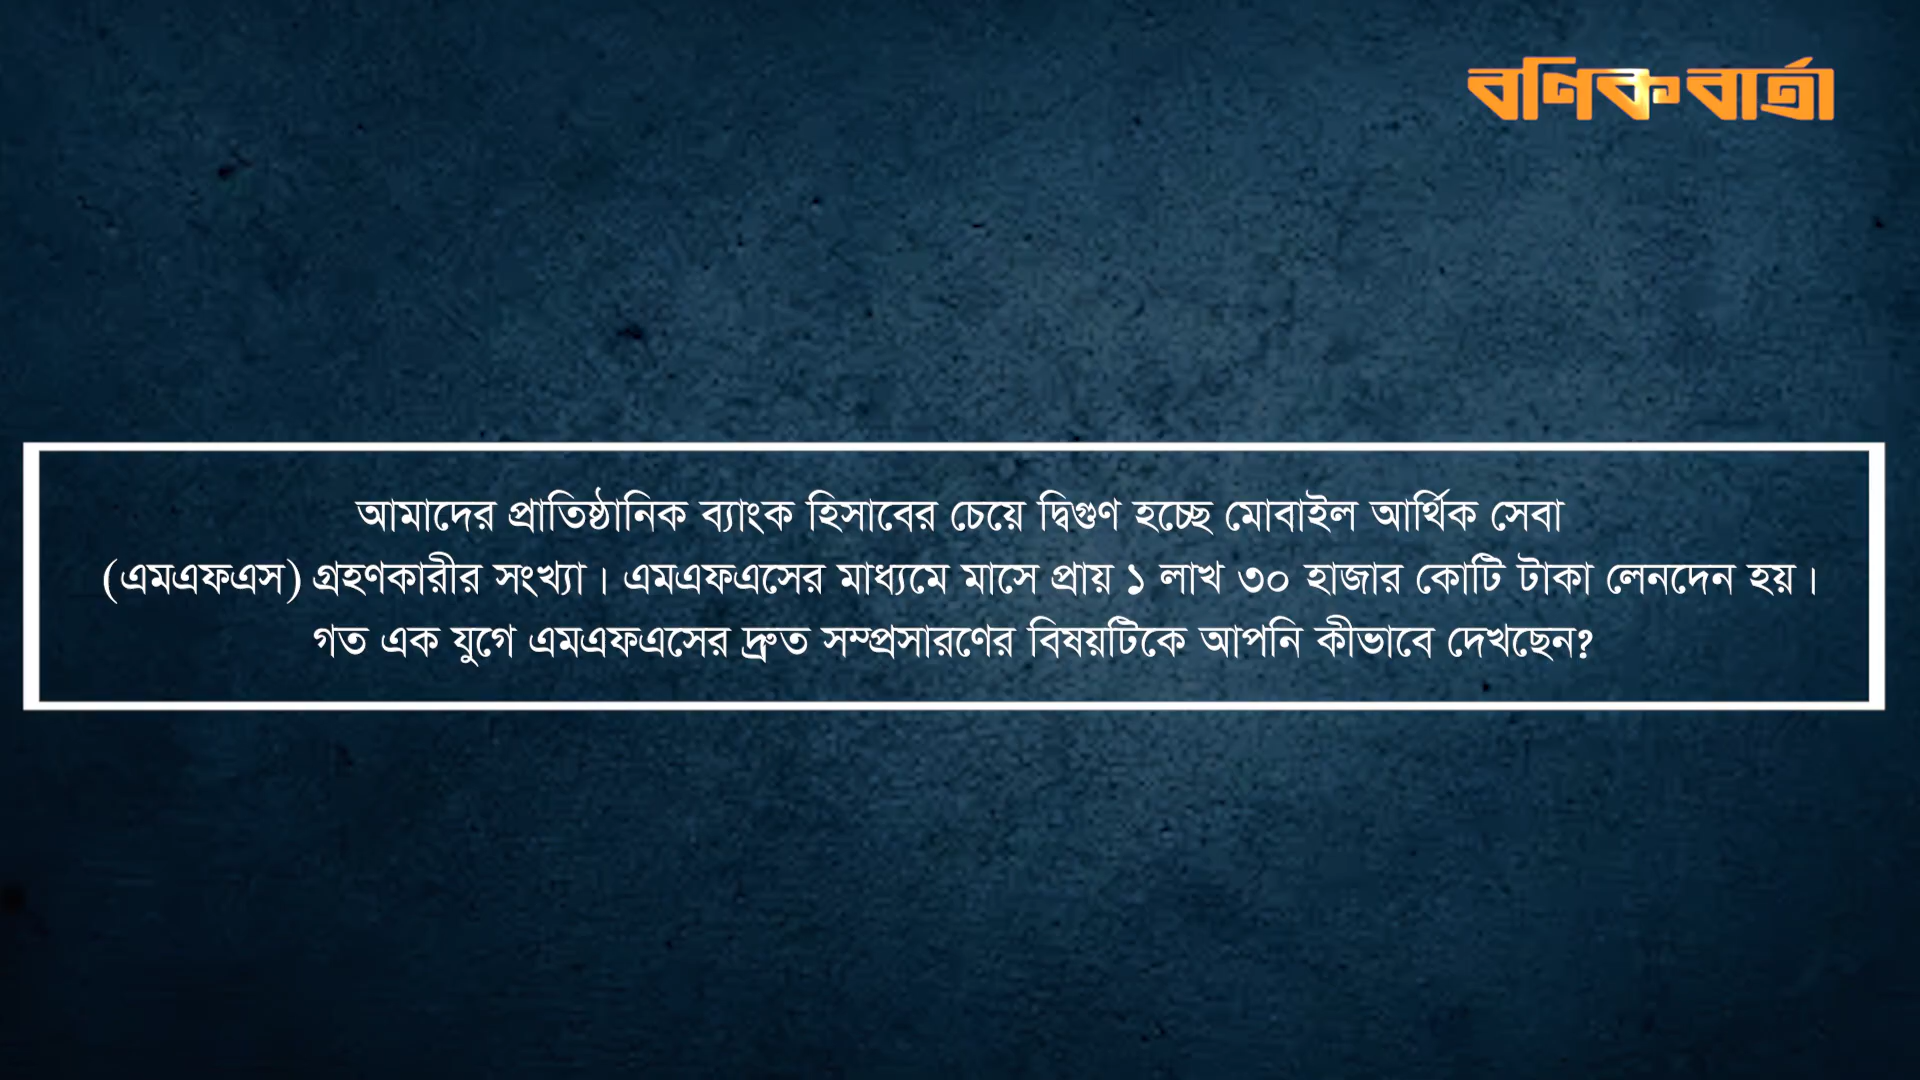 বণিক বার্তা
আমাদের প্রাতিষ্ঠানিক ব্যাংক হিসাবের চেয়ে দ্বিগুণ হচ্ছে মোবাইল আর্থিক সেবা
(এমএফএস) গ্রহণকারীর সংখ্যা। এমএফএসের মাধ্যমে মাসে প্রায় ১ লাখ ৩০ হাজার কোটি টাকা লেনদেন হয়।
গত এক যুগে এমএফএসের দ্রুত সম্প্রসারণের বিষয়টিকে আপনি কীভাবে দেখছেন?